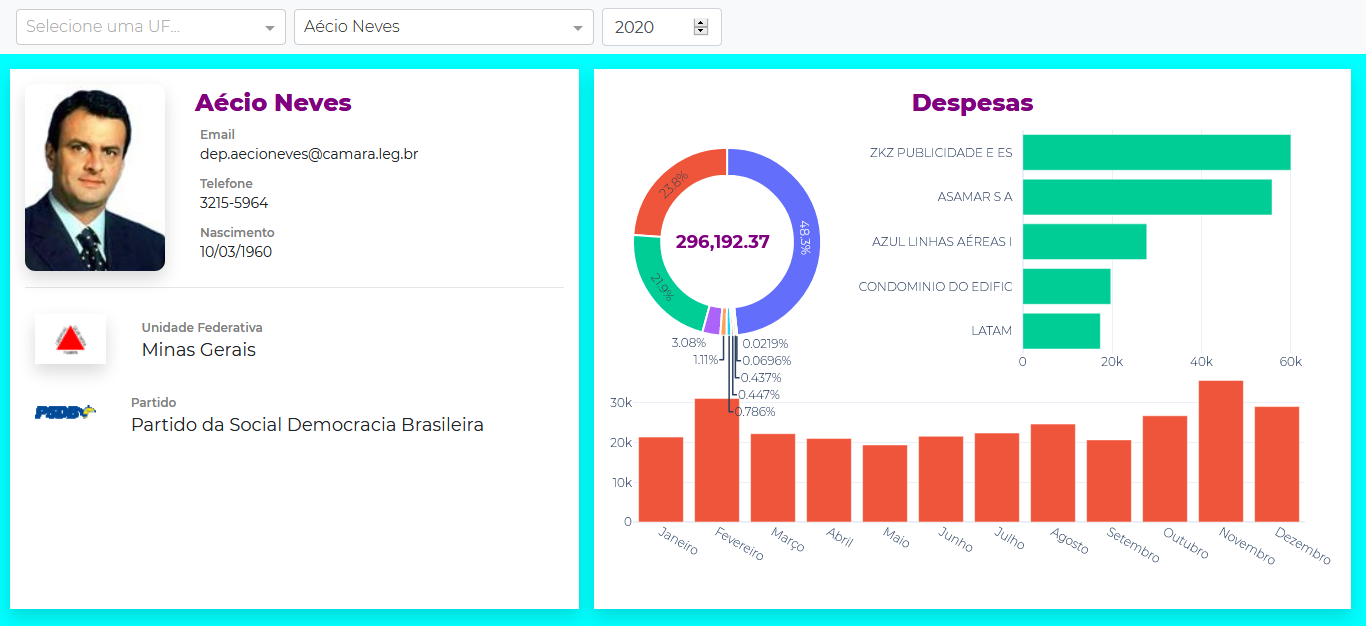 Selecione uma UF...
Aécio Neves
2020
Aécio Neves
Email
dep.aecioneves@camara.leg.br
Telefone
3215-5964
Nascimento
10/03/1960
Unidade Federativa
Minas Gerais
PSDB
Partido
Partido da Social Democracia Brasileira
Despesas
23.8%
48.3%
296,192.37
21.9%
3.08%
1.11%
0.0219%
0.0696%
0.437%
0.447%
0.786%
ZKZ PUBLICIDADE E ES
ASAMAR S A
AZUL LINHAS AÉREAS I
CONDOMINIO DO EDIFIC
LATAM
0 20k 40k 60k
30k
20k
10k
0
Janeiro Fevereiro Março Abril Maio Junho Julho Agosto Setembro Outubro Novembro Dezembro